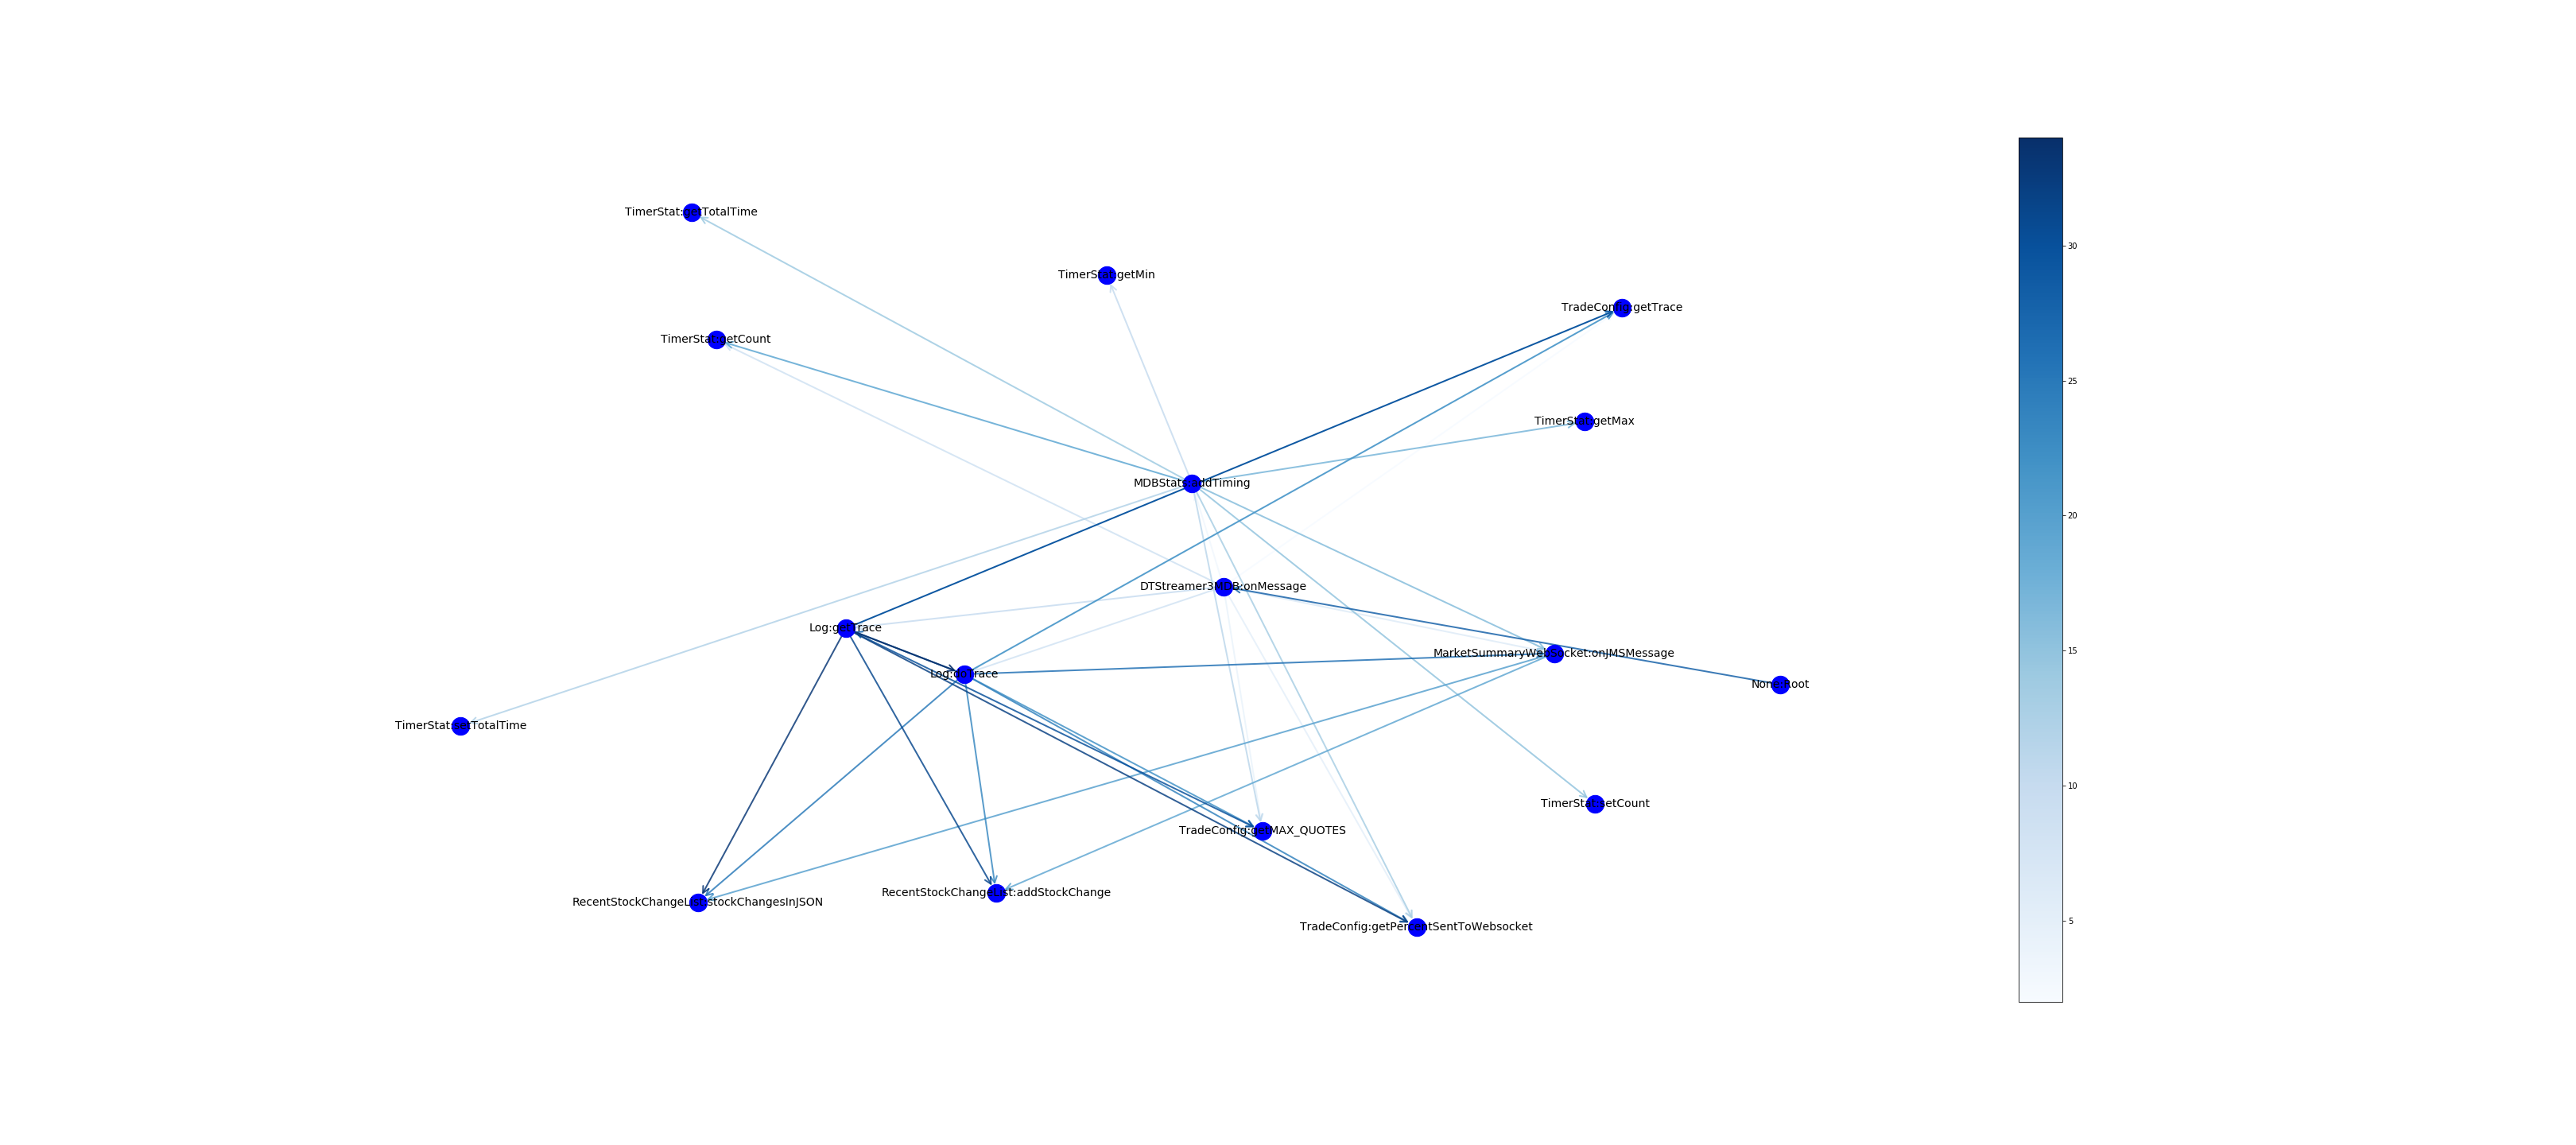 TimerStat:getTotalTime
TimerStat:getMin
TradeConfig:getTrace
TimerStat:getCount
TimerStat:getMax
MDBStats:addTiming
DTStreamer3MDB:onMessage
Log:getTrace
MarketSummaryWebSocket:onJMSMessage
Log:doTrace
None:Root
TimerStat:setTotalTime
TimerStat:setCount
TradeConfig:getMAX_QUOTES
RecentStockChangeList:addStockChange
RecentStockChangeList:stockChangesInJSON
TradeConfig:getPercentSentToWebsocket
30
25
20
15
10
5